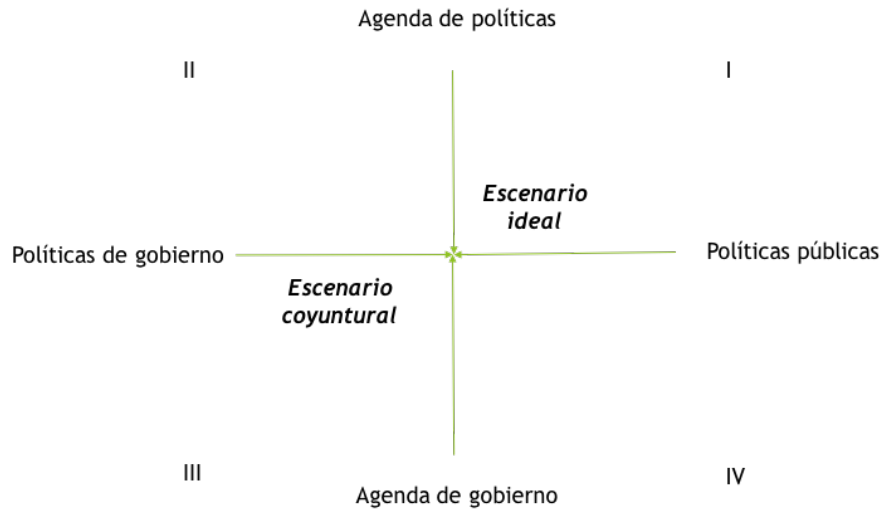 Agenda de políticas
II
I
Escenario
ideal
Políticas de gobierno
Políticas públicas
Escenario
coyuntural
III
IV
Agenda de gobierno